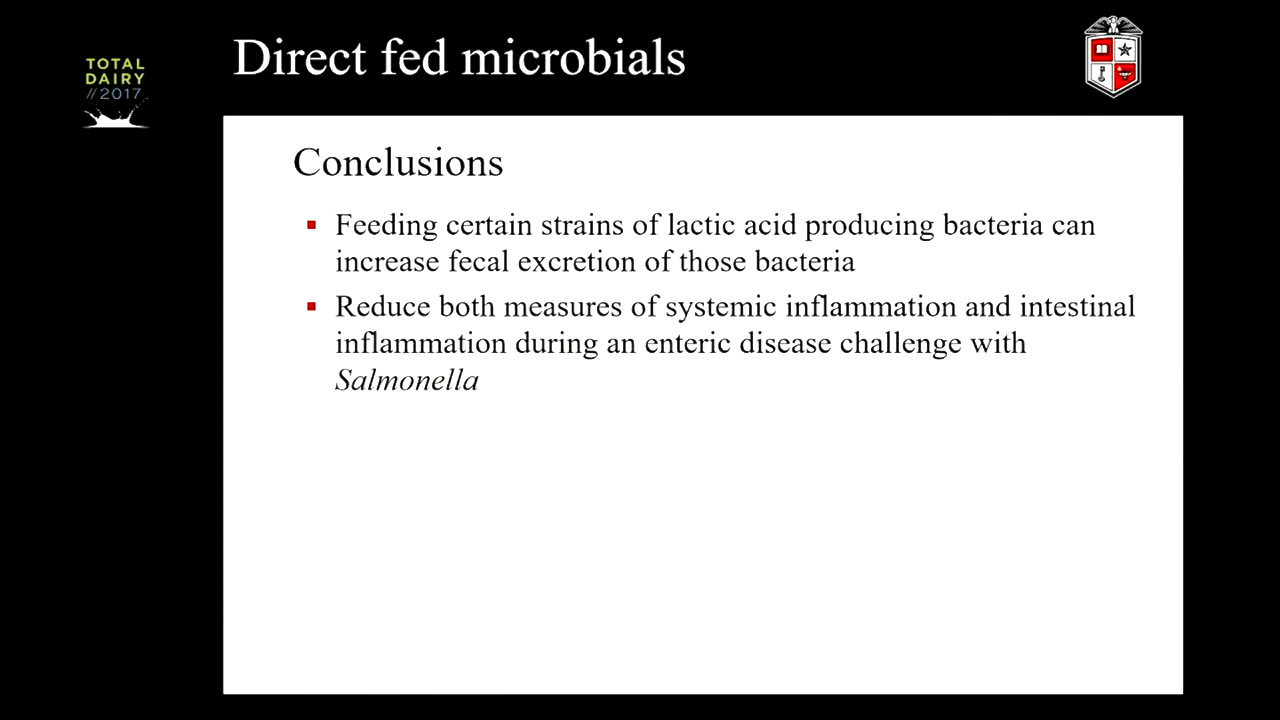 Direct fed microbials
TOTAL
DAIRY
//2017
Conclusions
Feeding certain strains of lactic acid producing bacteria can
increase fecal excretion of those bacteria
Reduce both measures of systemic inflammation and intestinal
inflammation during an enteric disease challenge with
Salmonella